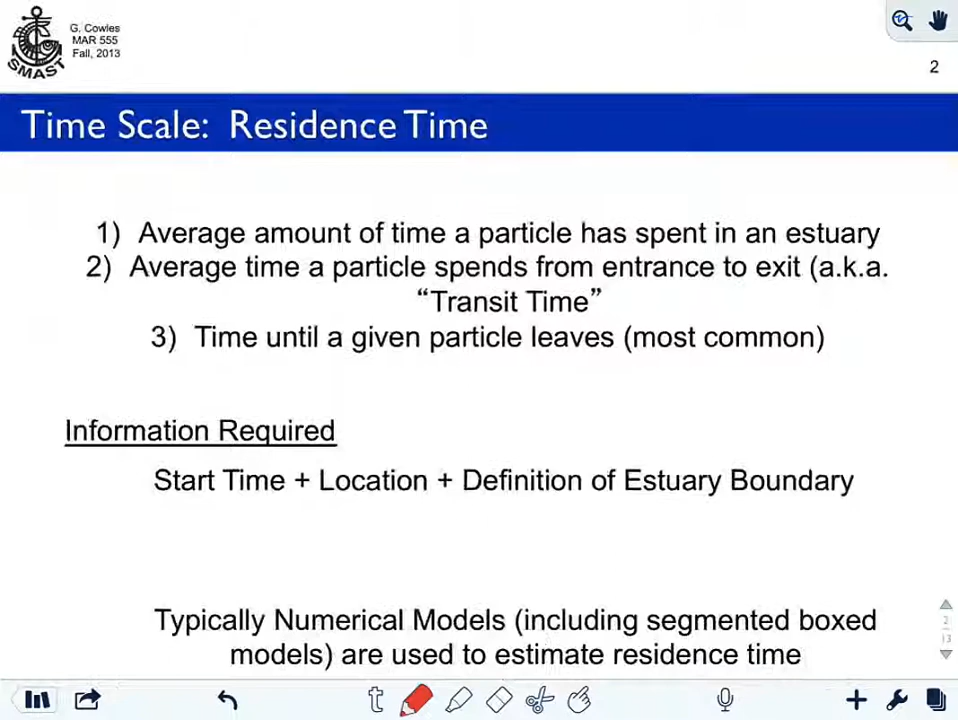 G. Cowles
MAR 555
Fall, 2013
SMAST
2
Time Scale: Residence Time
1) Average amount of time a particle has spent in an estuary
2) Average time a particle spends from entrance to exit (a.k.a.
“Transit Time”
3) Time until a given particle leaves (most common)
Information Required
Start Time + Location + Definition of Estuary Boundary
Typically Numerical Models (including segmented boxed
models) are used to estimate residence time
2
13
t